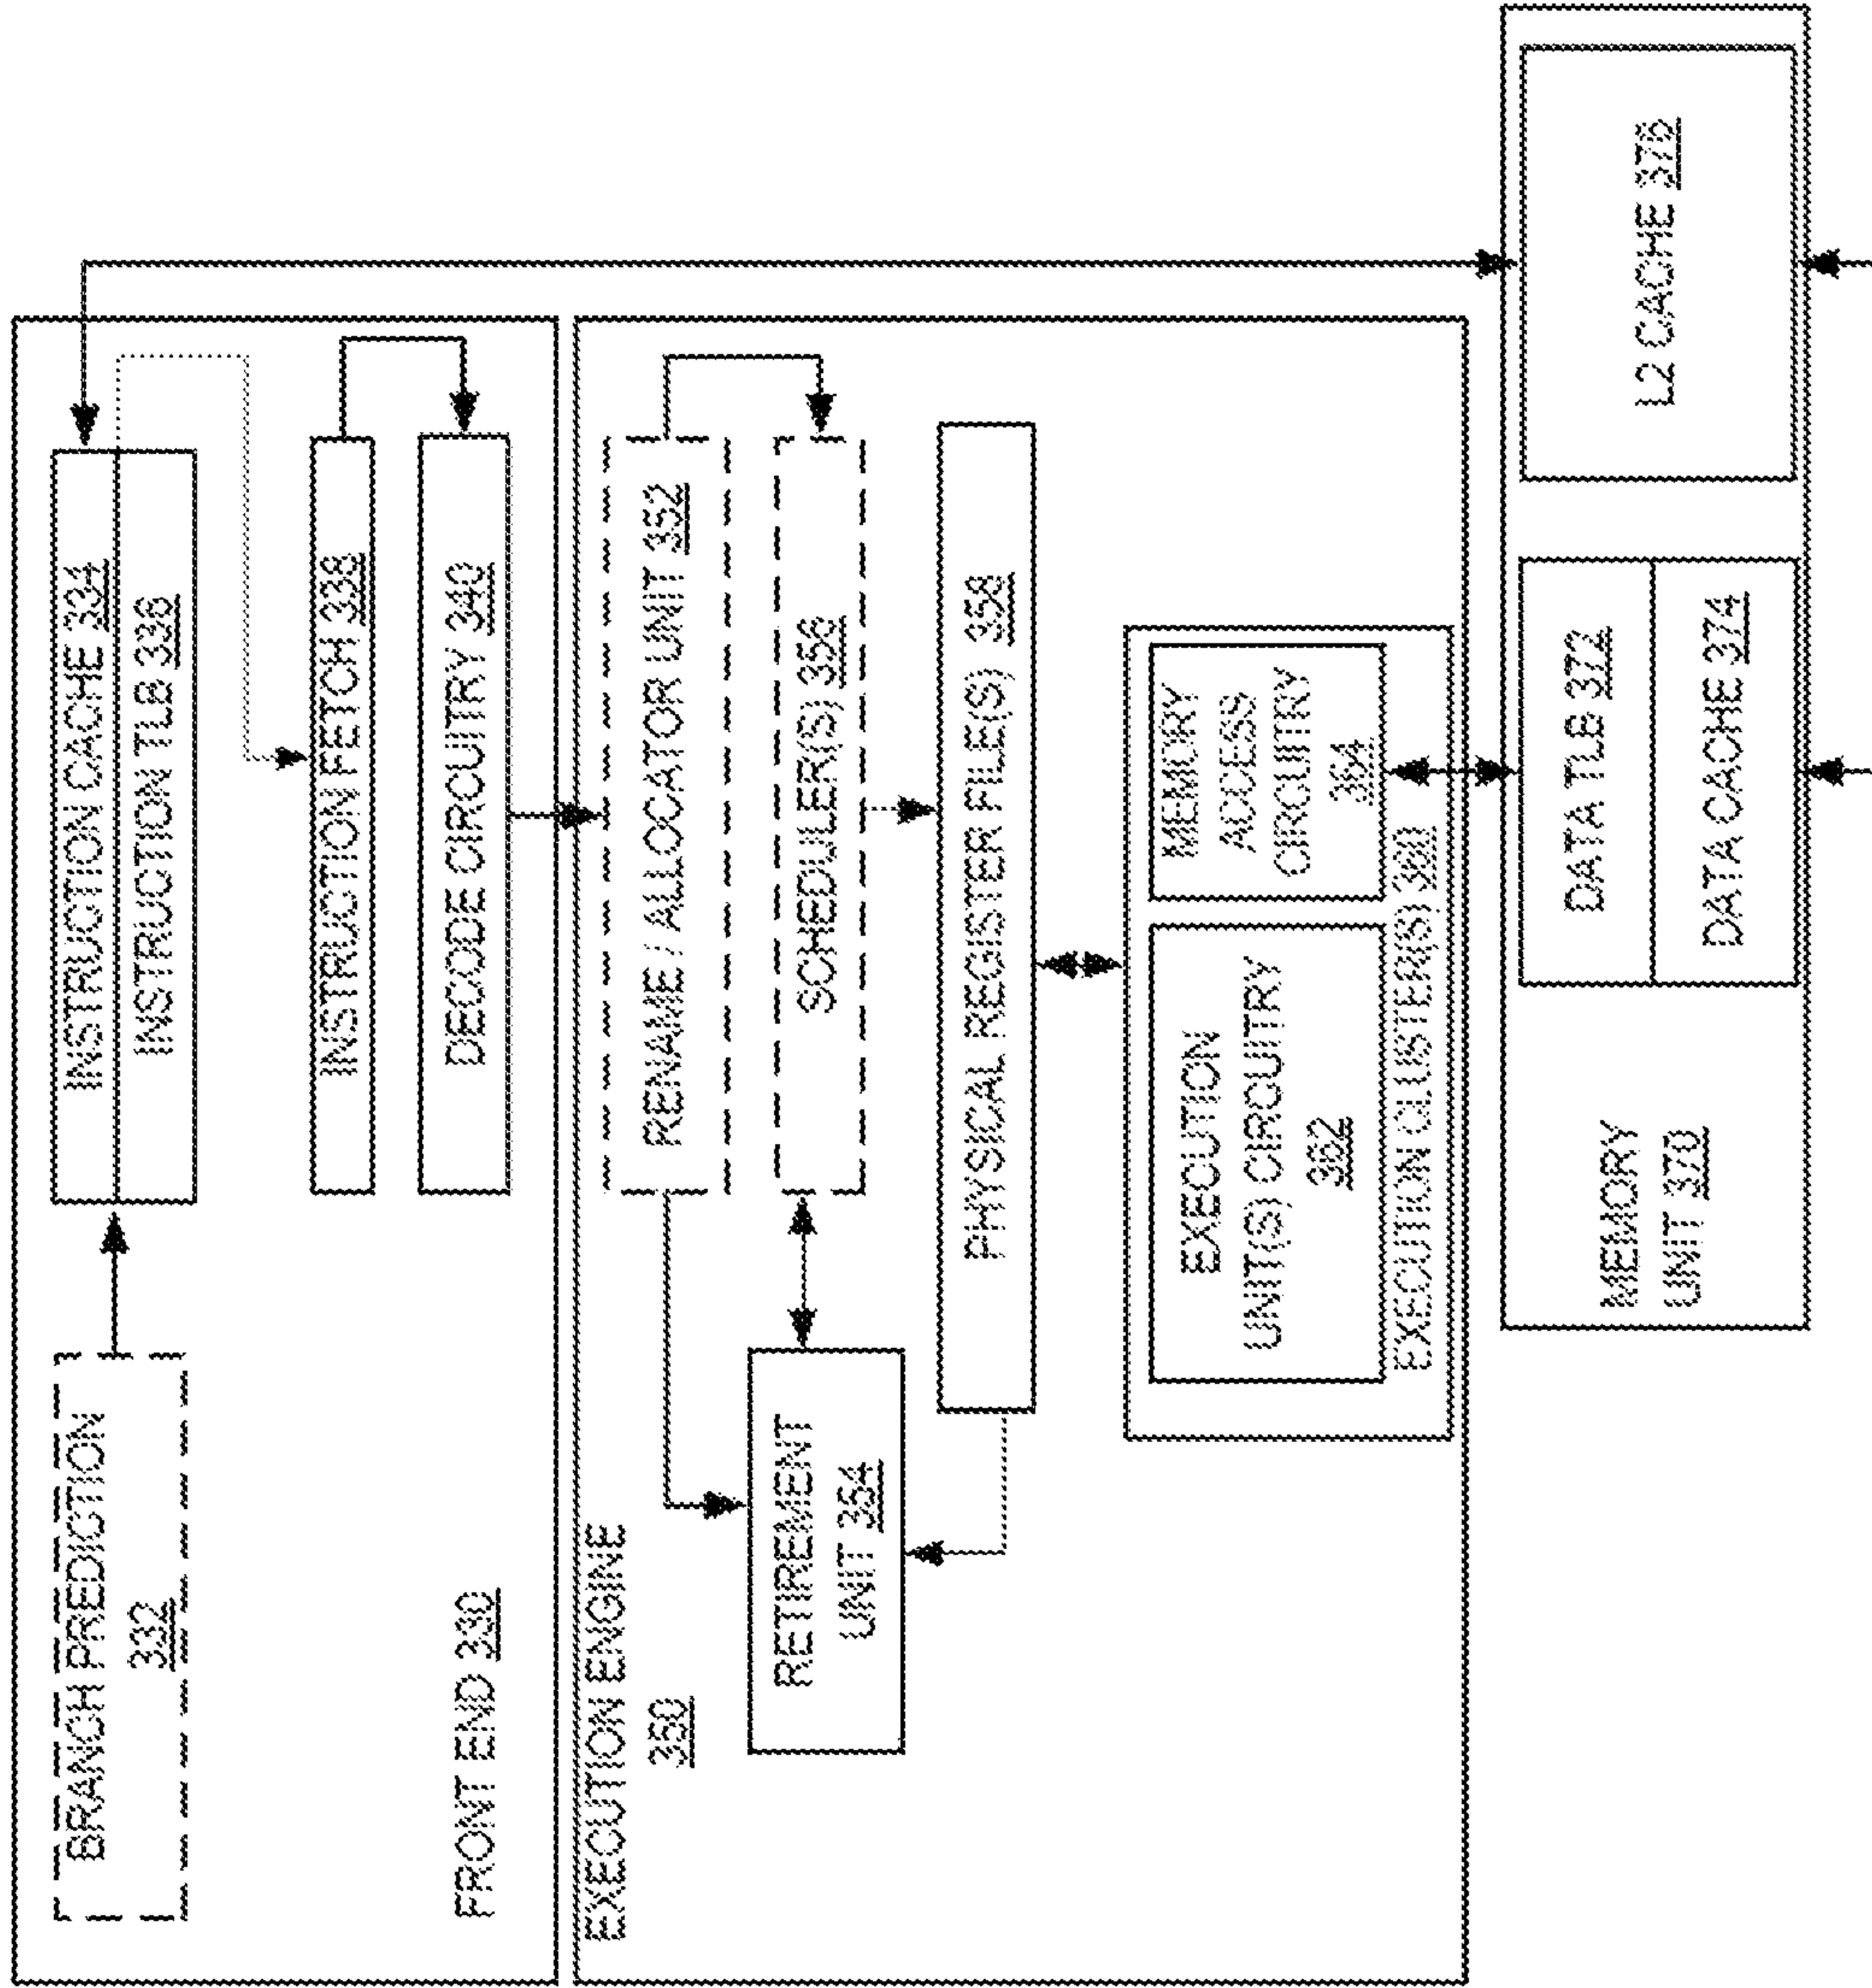 BRANCH PREDICTION
332
INSTRUCTION CACHE 334
INSTRUCTION TLB 336
INSTRUCTION FETCH 338
DECODE CIRCUITRY 340
FRONT END 330
EXECUTION ENGINE
350
RENAME / ALLOCATOR UNIT 352
RETIREMENT
UNIT 354
SCHEDULER(S) 356
PHYSICAL REGISTER FILE(S) 358
EXECUTION
UNIT(S) CIRCUITRY
362
MEMORY
ACCESS
CIRCUITRY
364
EXECUTION CLUSTER(S) 360
MEMORY
UNIT 370
DATA TLB 372
DATA CACHE 374
L2 CACHE 376